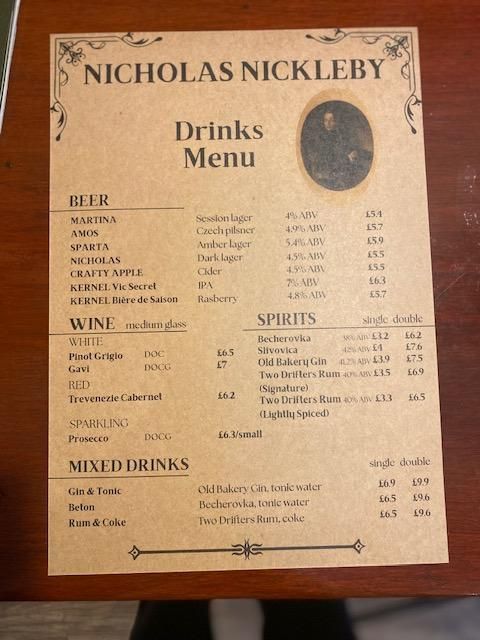 NICHOLAS NICKLEBY
Drinks
Menu
BEER
MARTINA Session lager 4% ABV £5.4
AMOS Czech pilsner 4.9% ABV £5.7
SPARTA Amber lager 5.4% ABV £5.9
NICHOLAS Dark lager 4.5% ABV £5.5
CRAFTY APPLE Cider 4.5% ABV £5.5
KERNEL Vic Secret IPA 7% ABV £6.3
KERNEL Bière de Saison Rasberry 4.8% ABV £5.7
WINE medium glass
WHITE
Pinot Grigio DOC £6.5
Gavi DOCG £7
RED
Trevenezie Cabernet £6.2
SPARKLING
Prosecco DOCG £6.3/small
SPIRITS single double
Becherovka 38% ABV £3.2 £6.2
Slivovica 42% ABV £4 £7.6
Old Bakery Gin 41.2% ABV £3.9 £7.5
Two Drifters Rum 40% ABV £3.5 £6.9
(Signature)
Two Drifters Rum 40% ABV £3.3 £6.5
(Lightly Spiced)
MIXED DRINKS single double
Gin & Tonic Old Bakery Gin, tonic water £6.9 £9.9
Beton Becherovka, tonic water £6.5 £9.6
Rum & Coke Two Drifters Rum, coke £6.5 £9.6